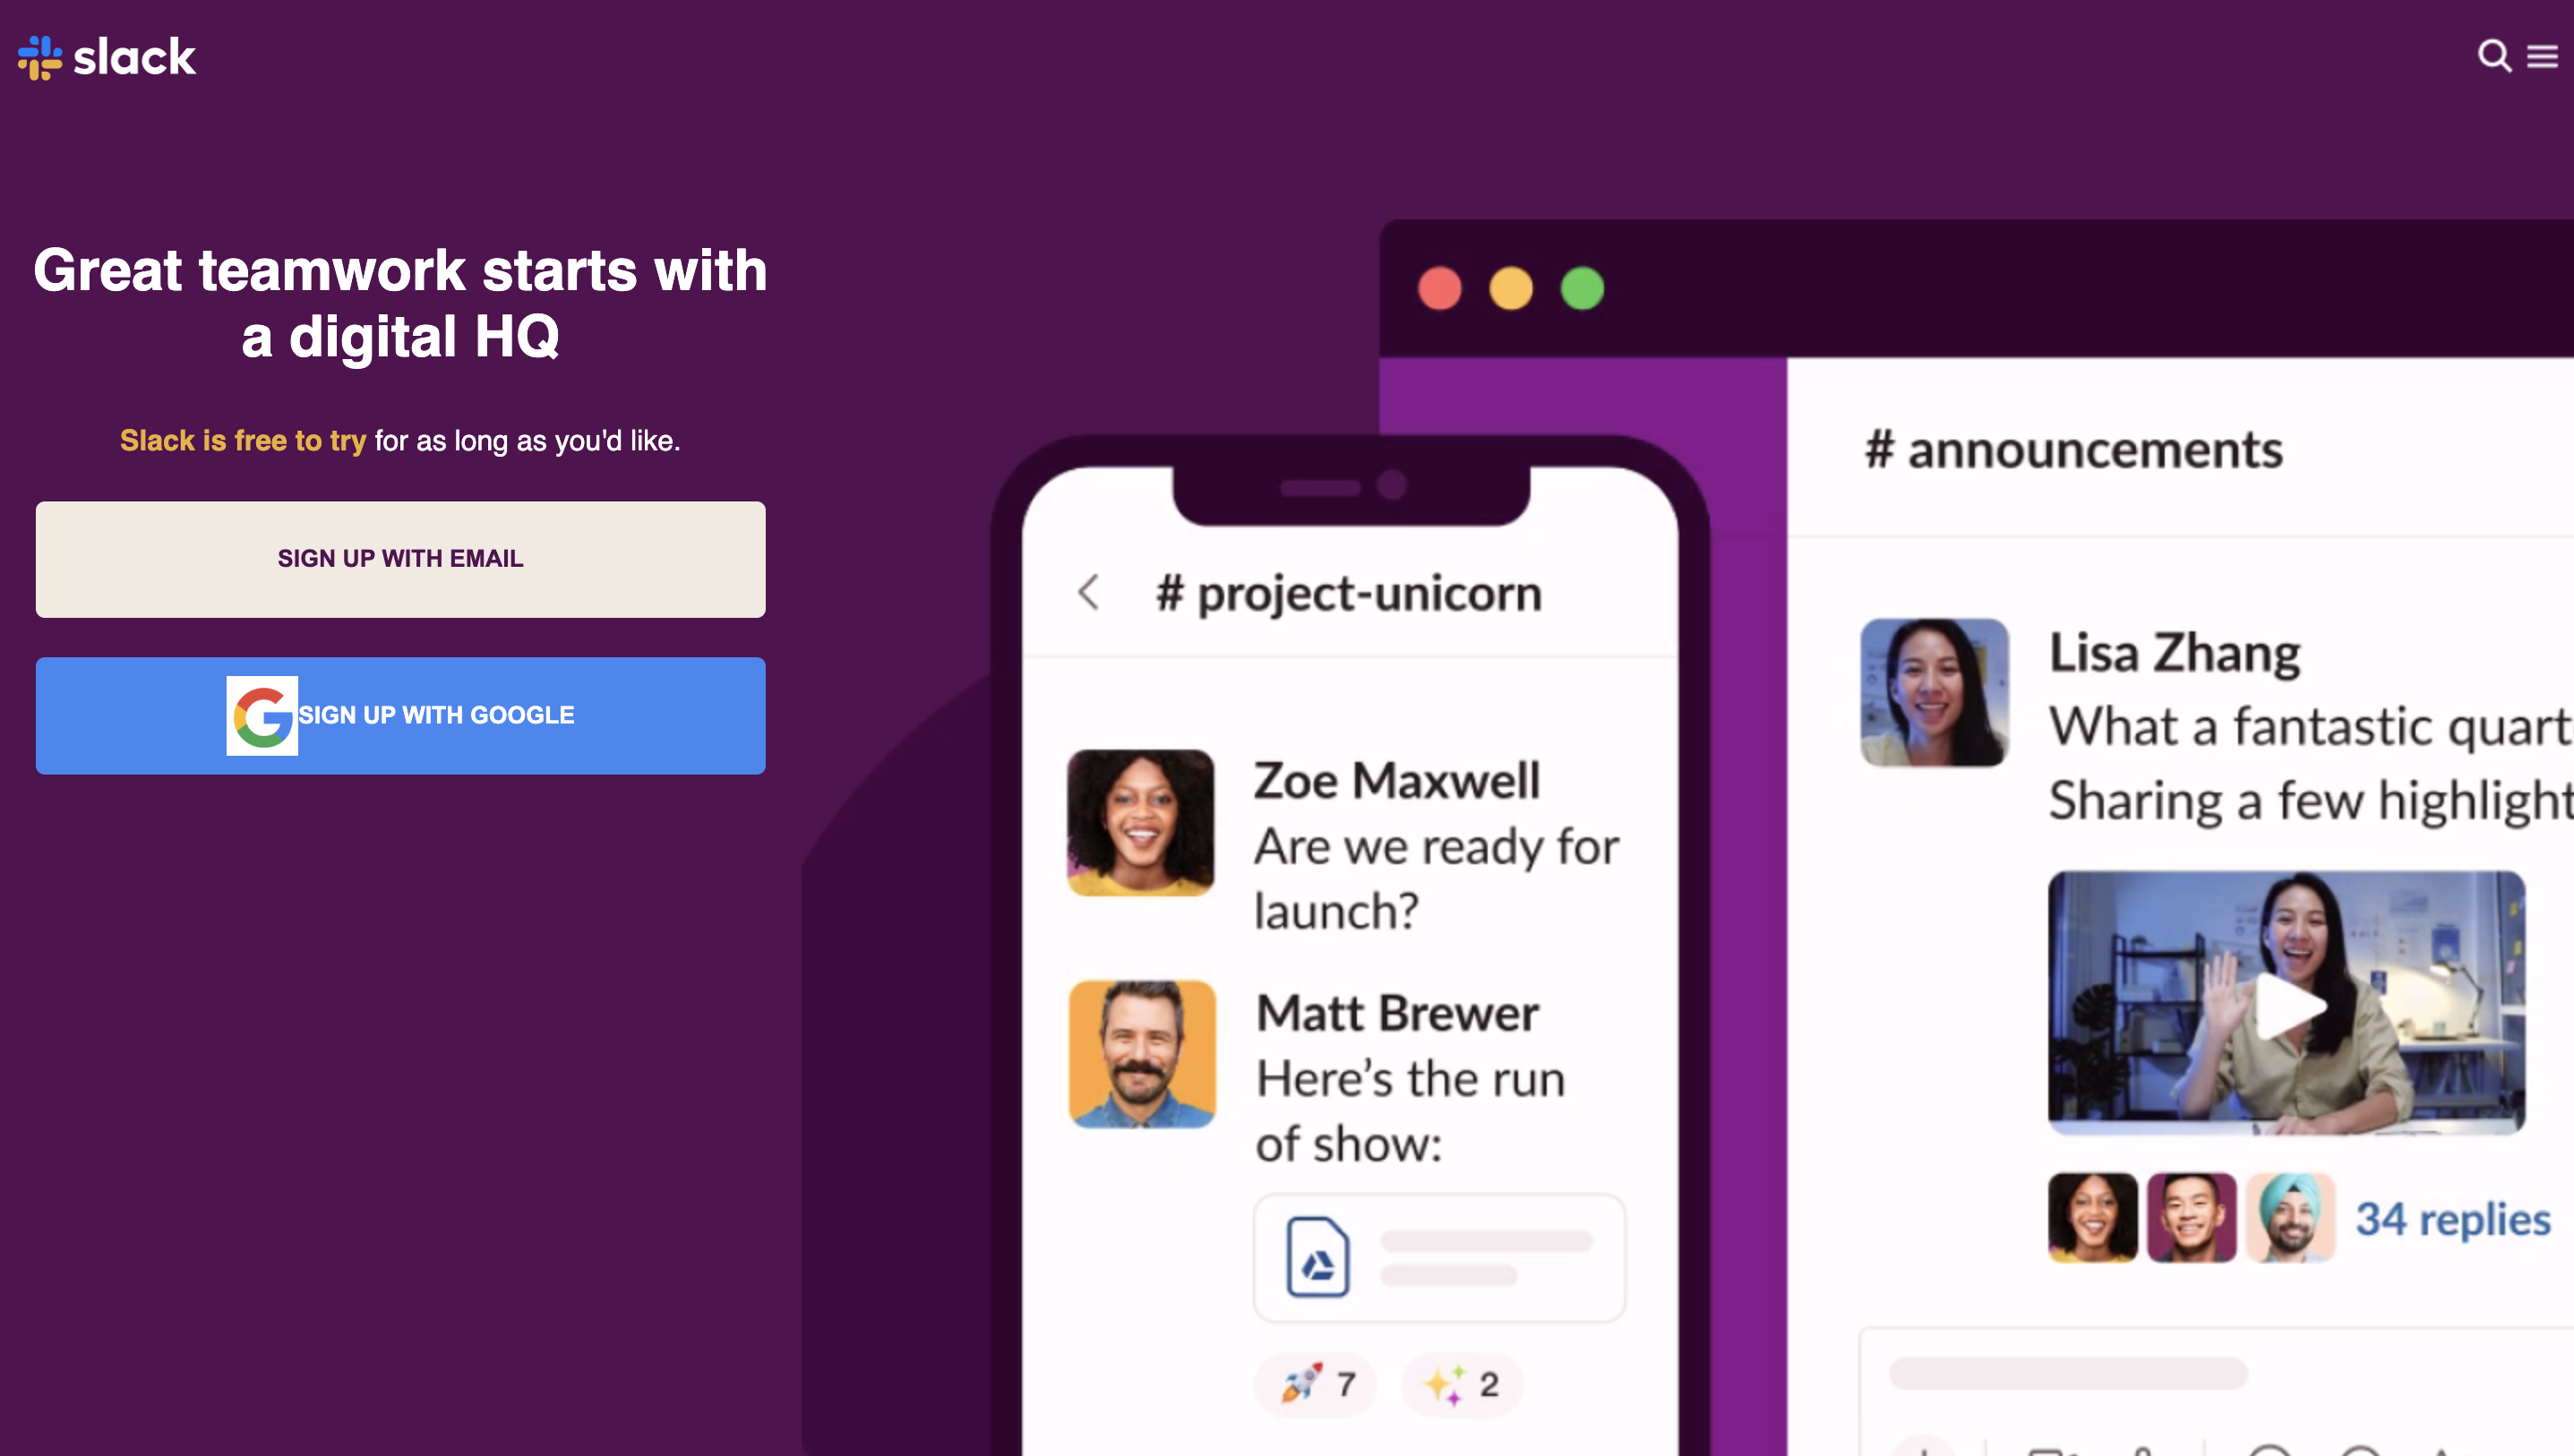 slack
Great teamwork starts with
a digital HQ
Slack is free to try for as long as you'd like.
SIGN UP WITH EMAIL
SIGN UP WITH GOOGLE
# project-unicorn
Zoe Maxwell
Are we ready for
launch?
Matt Brewer
Here’s the run
of show:
7
2
# announcements
Lisa Zhang
What a fantastic
Sharing a few
34 replies